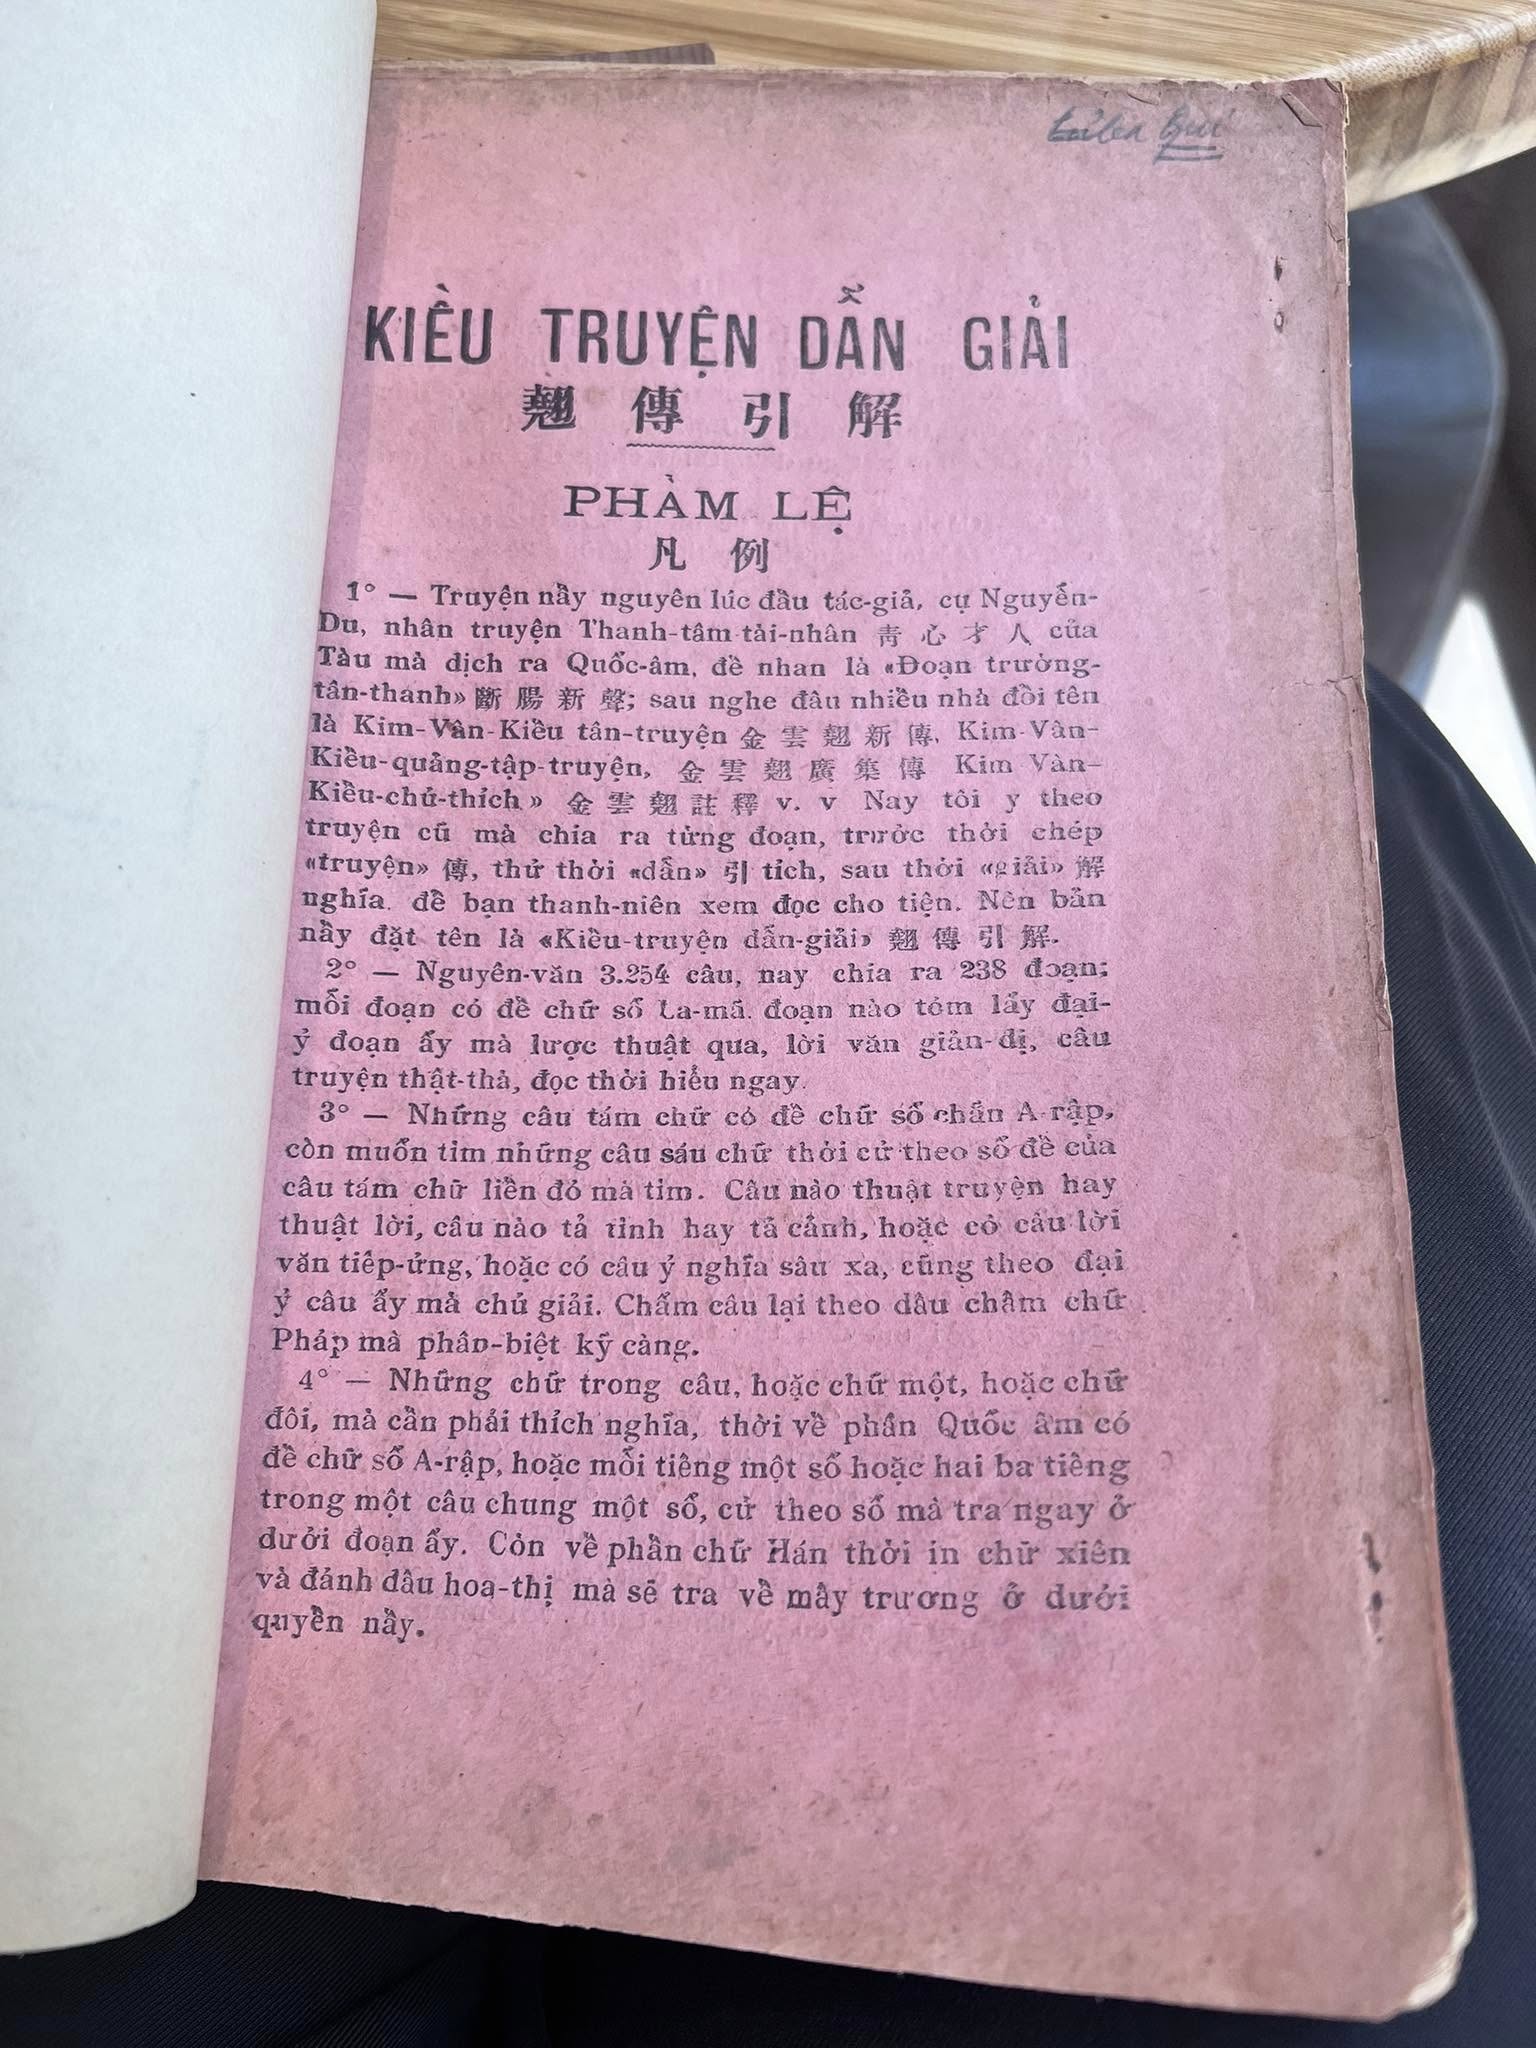 KIỀU TRUYỆN DẪN GIẢI
翹 傳 引 解
PHÀM LỆ
凡 例
1° — Truyện nầy nguyên lúc đầu tác-giả, cụ Nguyễn-
Du, nhân truyện Thanh-tâm-tài-nhân 青 心 才 人 của
Tàu mà dịch ra Quốc-âm, đề nhan là «Đoạn trường-
tân-thanh» 斷 腸 新 聲; sau nghe đâu nhiều nhà đổi tên
là Kim-Vân-Kiều tân-truyện 金 雲 翹 新 傳, Kim-Vân-
Kiều-quảng-tập-truyện, 金 雲 翹 廣 集 傳 Kim Vân-
Kiều-chú-thích» 金 雲 翹 註 釋 v. v Nay tôi y theo
truyện cũ mà chia ra từng đoạn, trước thời chép
«truyện» 傳, thứ thời «dẫn» 引 tích, sau thời «giải» 解
nghĩa. để bạn thanh-niên xem đọc cho tiện. Nên bản
nầy đặt tên là «Kiều-truyện dẫn-giải» 翹 傳 引 解.
2° — Nguyên-văn 3.254 câu, nay chia ra 238 đoạn;
mỗi đoạn có đề chữ số La-mã. đoạn nào tóm lấy đại-
ý đoạn ấy mà lược thuật qua, lời văn giản-dị, câu
truyện thật-thà, đọc thời hiểu ngay.
3° — Những câu tám chữ có đề chữ số chẵn A-rập,
còn muốn tìm những câu sáu chữ thời cứ theo số đề của
câu tám chữ liền đó mà tìm. Câu nào thuật truyện hay
thuật lời, câu nào tả tình hay tả cảnh, hoặc có câu lời
văn tiếp-ứng, hoặc có câu ý nghĩa sâu xa, cũng theo đại
ý câu ấy mà chú giải. Chấm câu lại theo dấu chấm chữ
Pháp mà phân-biệt kỹ càng.
4° — Những chữ trong câu, hoặc chữ một, hoặc chữ
đôi, mà cần phải thích nghĩa, thời về phần Quốc âm có
đề chữ số A-rập, hoặc mỗi tiếng một số hoặc hai ba tiếng
trong một câu chung một số, cứ theo số mà tra ngay ở
dưới đoạn ấy. Còn về phần chữ Hán thời in chữ xiên
và đánh dấu hoa-thị mà sẽ tra về mấy trương ở dưới
quyển nầy.